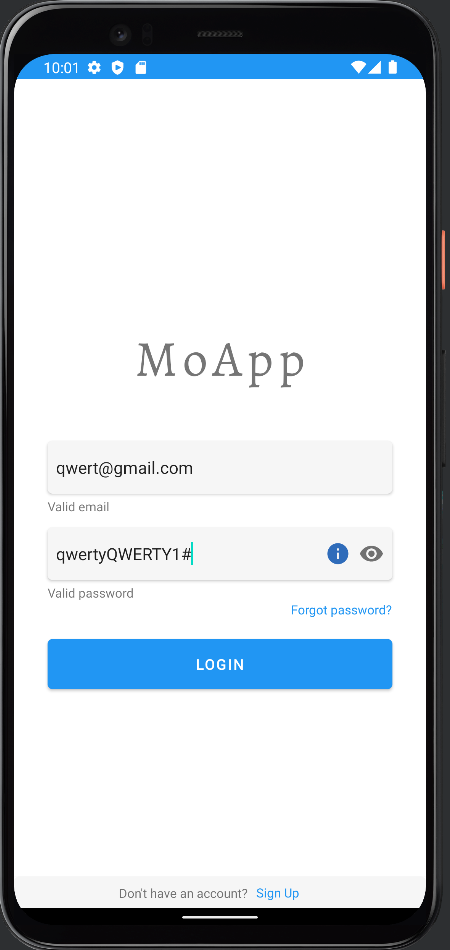 10:01
MoApp
qwert@gmail.com
Valid email
qwertyQWERTY1#
Valid password
Forgot password?
LOGIN
Don't have an account? Sign Up